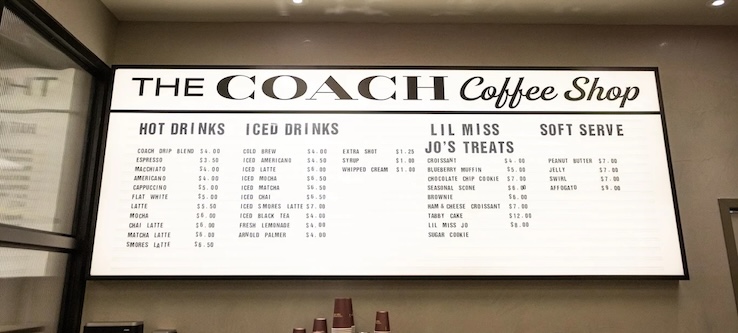 THE COACH Coffee Shop
HOT DRINKS
COACH DRIP BLEND $4.00
ESPRESSO $3.50
MACCHIATO $4.00
AMERICANO $4.00
CAPPUCCINO $5.00
FLAT WHITE $5.00
LATTE $5.50
MOCHA $6.00
CHAI LATTE $6.00
MATCHA LATTE $6.00
SMORES LATTE $6.50
ICED DRINKS
COLD BREW $4.00
ICED AMERICANO $4.50
ICED LATTE $6.00
ICED MOCHA $6.50
ICED MATCHA $6.50
ICED CHAI $6.50
ICED SMORES LATTE $7.00
ICED BLACK TEA $4.00
FRESH LEMONADE $4.00
ARNOLD PALMER $4.00
EXTRA SHOT $1.25
SYRUP $1.00
WHIPPED CREAM $1.00
LIL MISS
JO'S TREATS
CROISSANT $4.00
BLUEBERRY MUFFIN $5.00
CHOCOLATE CHIP COOKIE $7.00
SEASONAL SCONE $6.00
BROWNIE $6.00
HAM & CHEESE CROISSANT $7.00
TABBY CAKE $12.00
LIL MISS JO $8.00
SUGAR COOKIE
SOFT SERVE
PEANUT BUTTER $7.00
JELLY $7.00
SWIRL $7.00
AFFOGATO $9.00